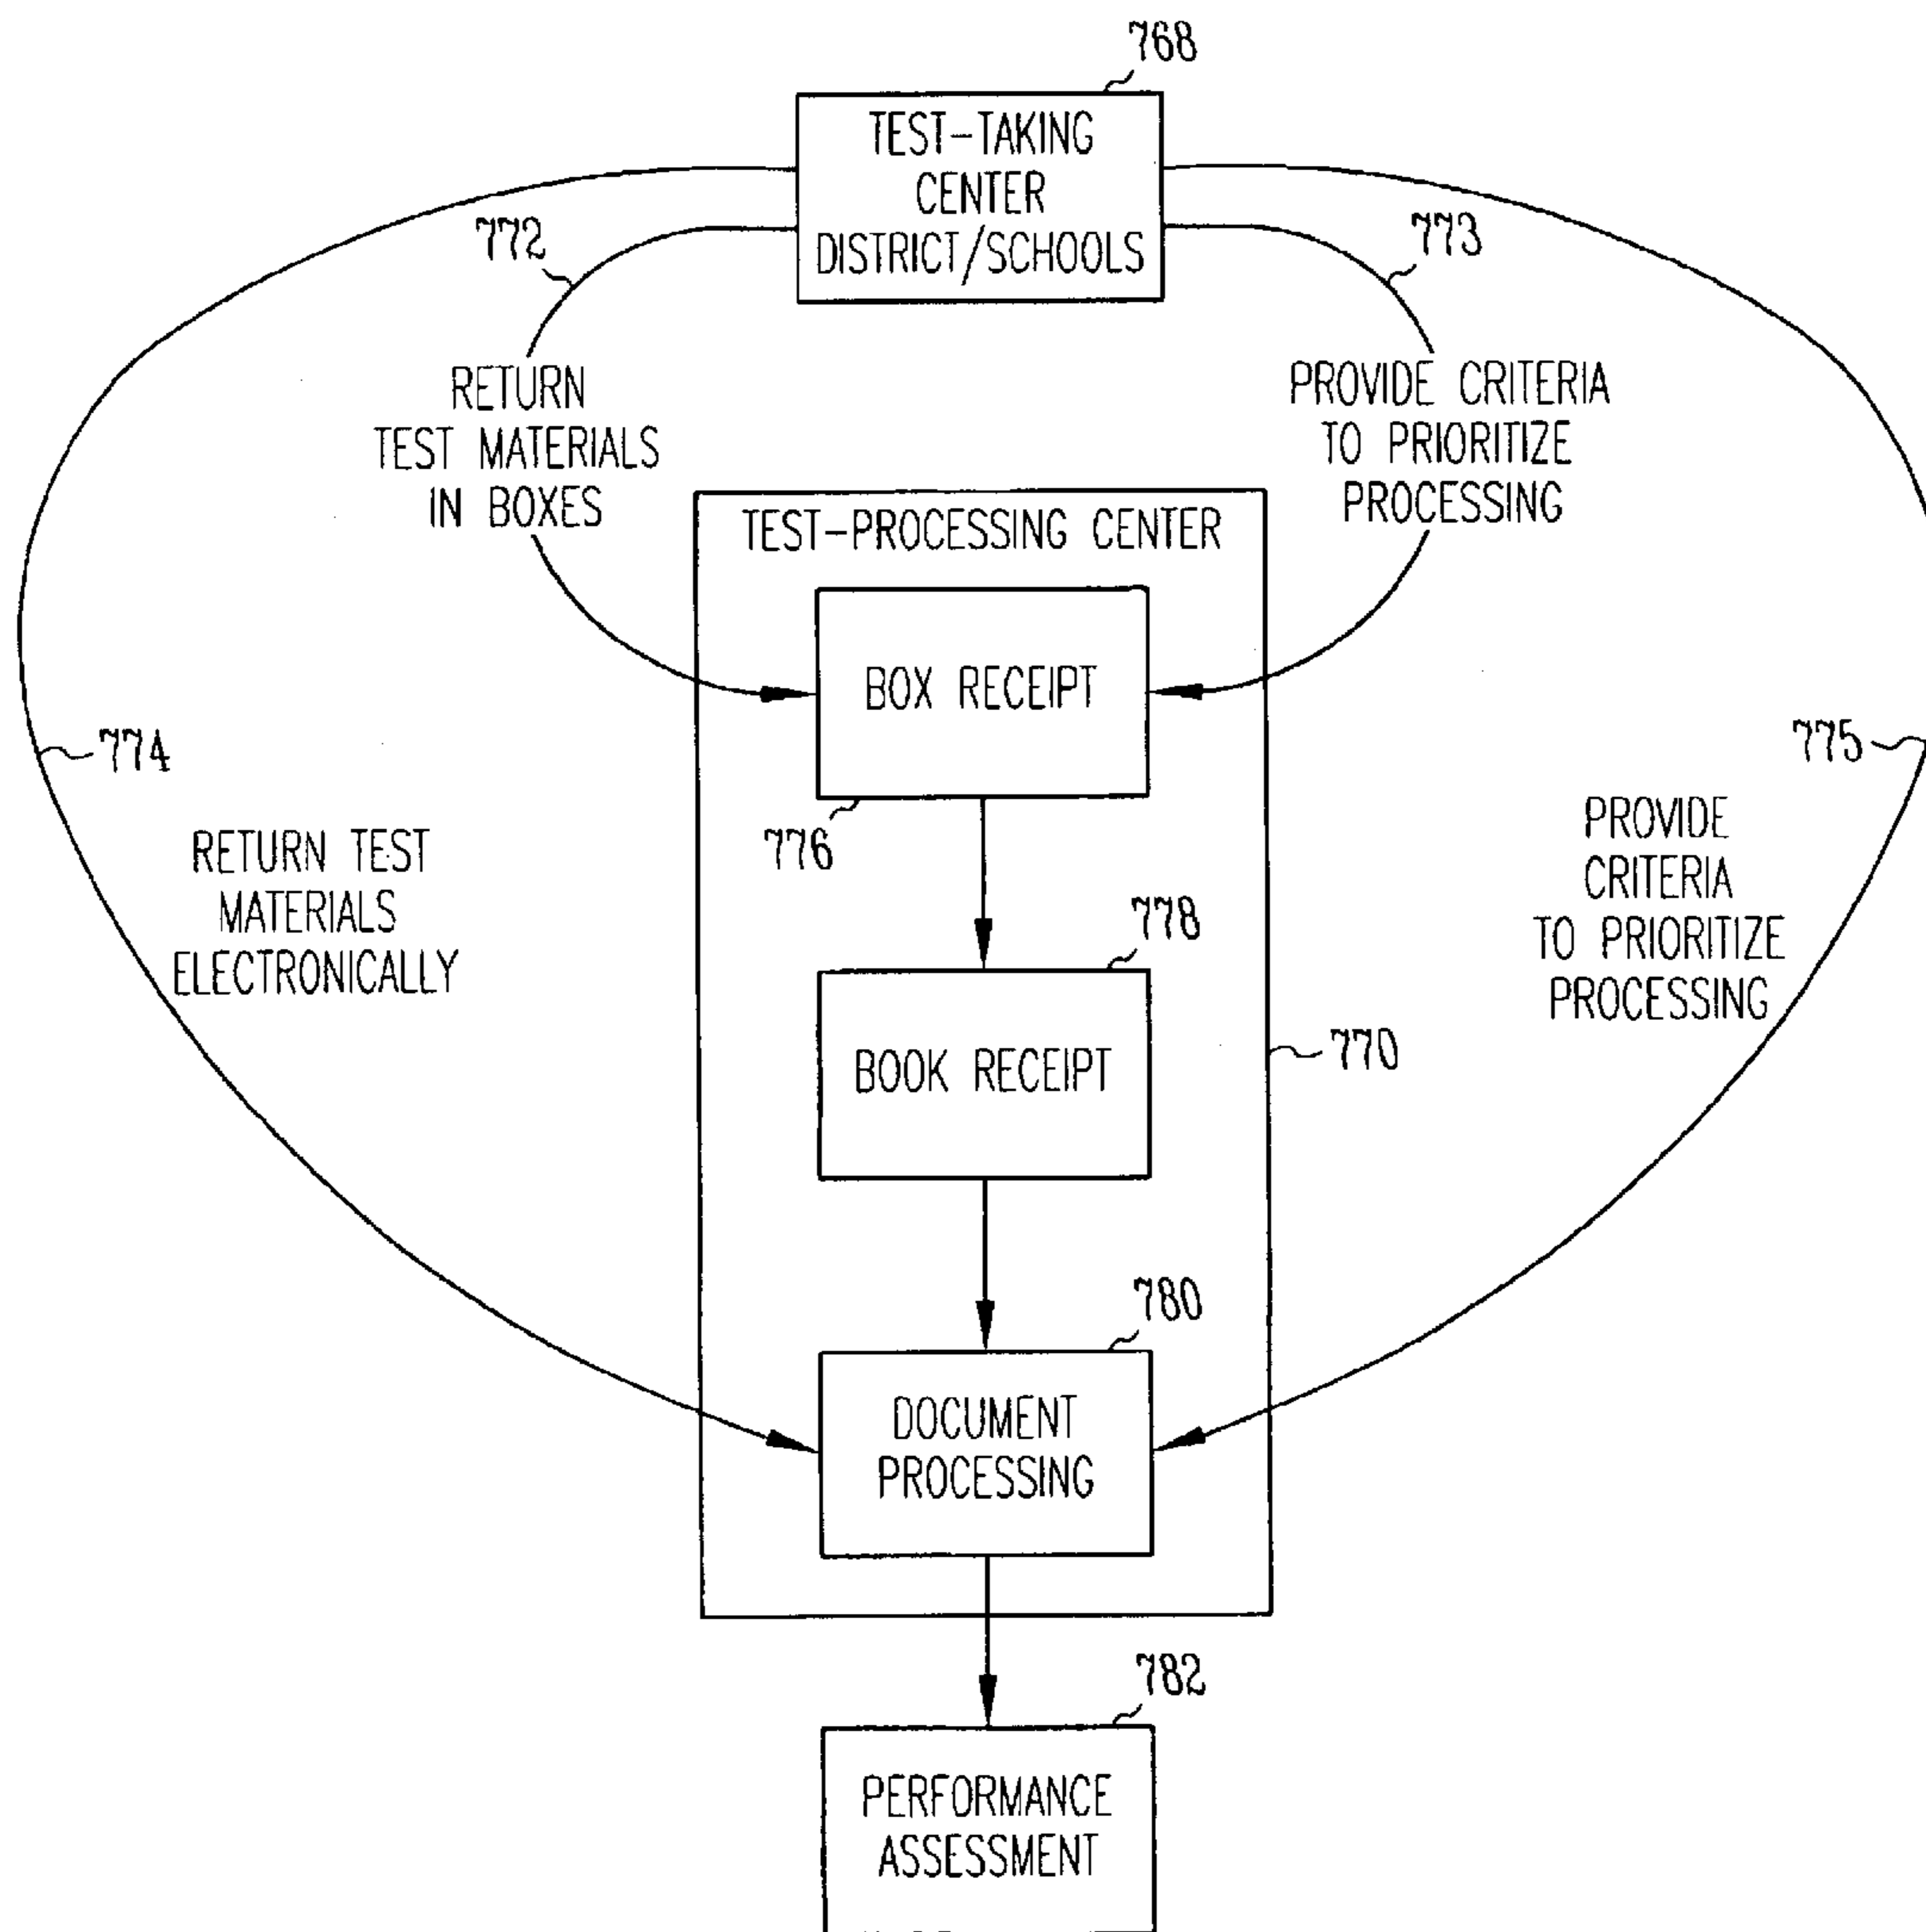 768
TEST-TAKING
CENTER
DISTRICT/SCHOOLS
772
773
RETURN
TEST MATERIALS
IN BOXES
PROVIDE CRITERIA
TO PRIORITIZE
PROCESSING
TEST-PROCESSING CENTER
BOX RECEIPT
774
775
776
RETURN TEST
MATERIALS
ELECTRONICALLY
PROVIDE
CRITERIA
TO PRIORITIZE
PROCESSING
778
BOOK RECEIPT
770
780
DOCUMENT
PROCESSING
782
PERFORMANCE
ASSESSMENT